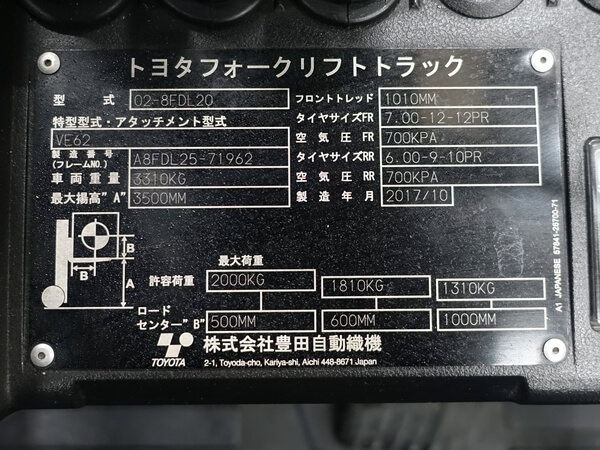 トヨタフォークリフトトラック
型式 02-8FDL20 フロントトレッド 1010MM
特型型式・アタッチメント型式 タイヤサイズFR 7.00-12-12PR
VE62 空気圧FR 700KPA
製造番号(フレームNO.) A8FDL25-71962 タイヤサイズRR 6.00-9-10PR
車両重量 3310KG 空気圧RR 700KPA
最大揚高"A" 3500MM 製造年月 2017/10
B
B
A
最大荷重
許容荷重 2000KG 1810KG 1310KG
ロードセンター"B" 500MM 600MM 1000MM
TOYOTA 株式会社豊田自動織機
2-1, Toyoda-cho, Kariya-shi, Aichi 448-8671 Japan
A1 JAPANESE 57841-26700-71